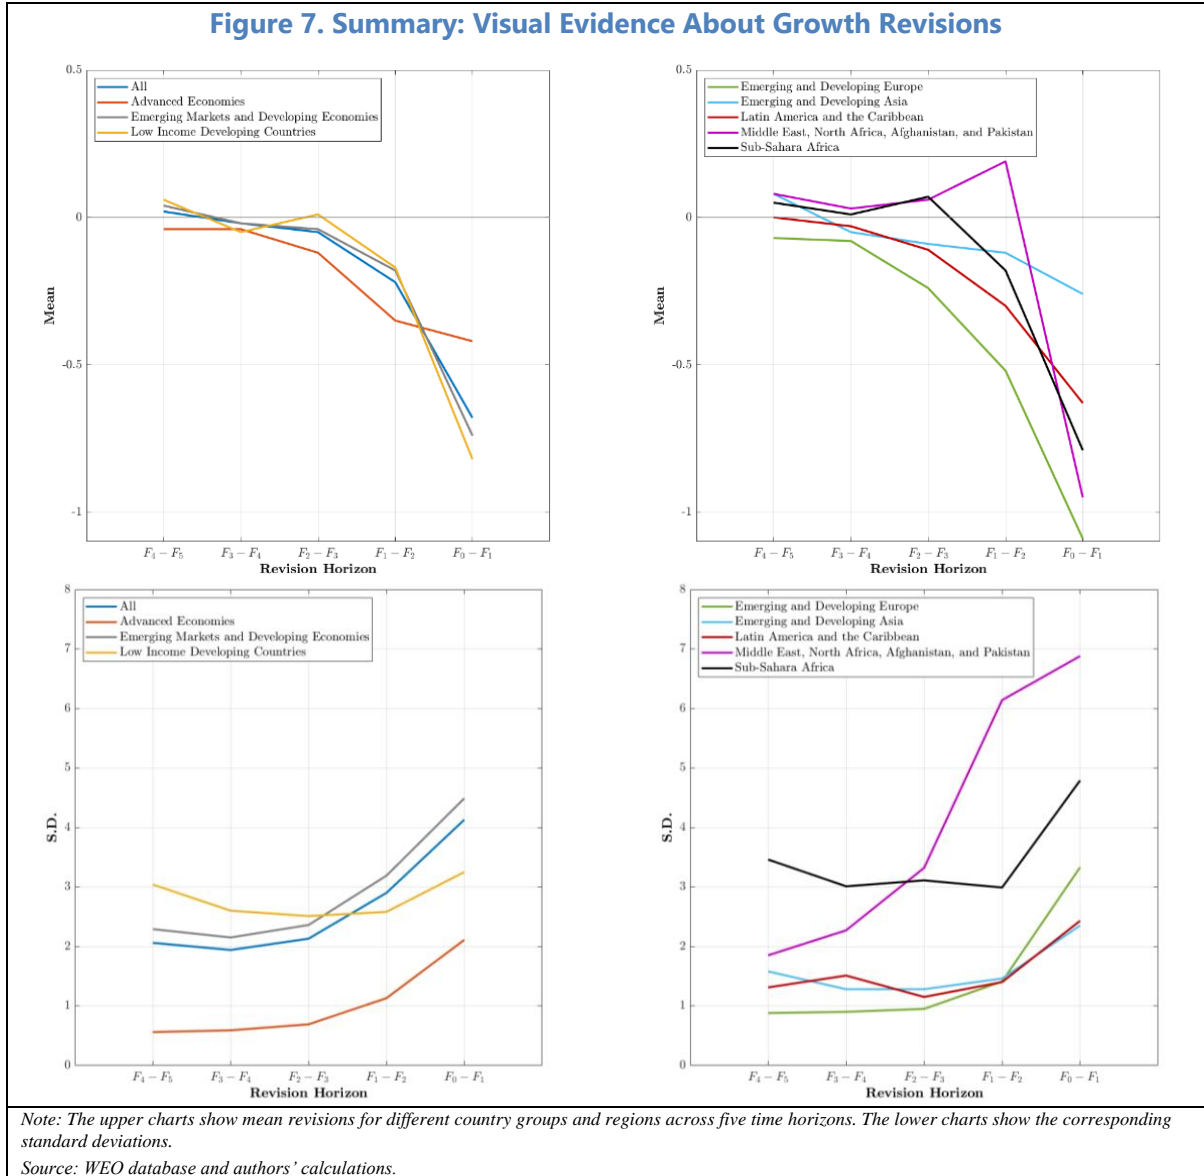 Figure 7. Summary: Visual Evidence About Growth Revisions
0.5
0
-0.5
-1
Mean
All
Advanced Economies
Emerging Markets and Developing Economies
Low Income Developing Countries
F4 − F5
F3 − F4
F2 − F3
F1 − F2
F0 − F1
Revision Horizon
0.5
0
-0.5
-1
Mean
Emerging and Developing Europe
Emerging and Developing Asia
Latin America and the Caribbean
Middle East, North Africa, Afghanistan, and Pakistan
Sub-Sahara Africa
F4 − F5
F3 − F4
F2 − F3
F1 − F2
F0 − F1
Revision Horizon
8
7
6
5
4
3
2
1
0
S.D.
All
Advanced Economies
Emerging Markets and Developing Economies
Low Income Developing Countries
F4 − F5
F3 − F4
F2 − F3
F1 − F2
F0 − F1
Revision Horizon
8
7
6
5
4
3
2
1
0
S.D.
Emerging and Developing Europe
Emerging and Developing Asia
Latin America and the Caribbean
Middle East, North Africa, Afghanistan, and Pakistan
Sub-Sahara Africa
F4 − F5
F3 − F4
F2 − F3
F1 − F2
F0 − F1
Revision Horizon
Note: The upper charts show mean revisions for different country groups and regions across five time horizons. The lower charts show the corresponding
standard deviations.
Source: WEO database and authors' calculations.